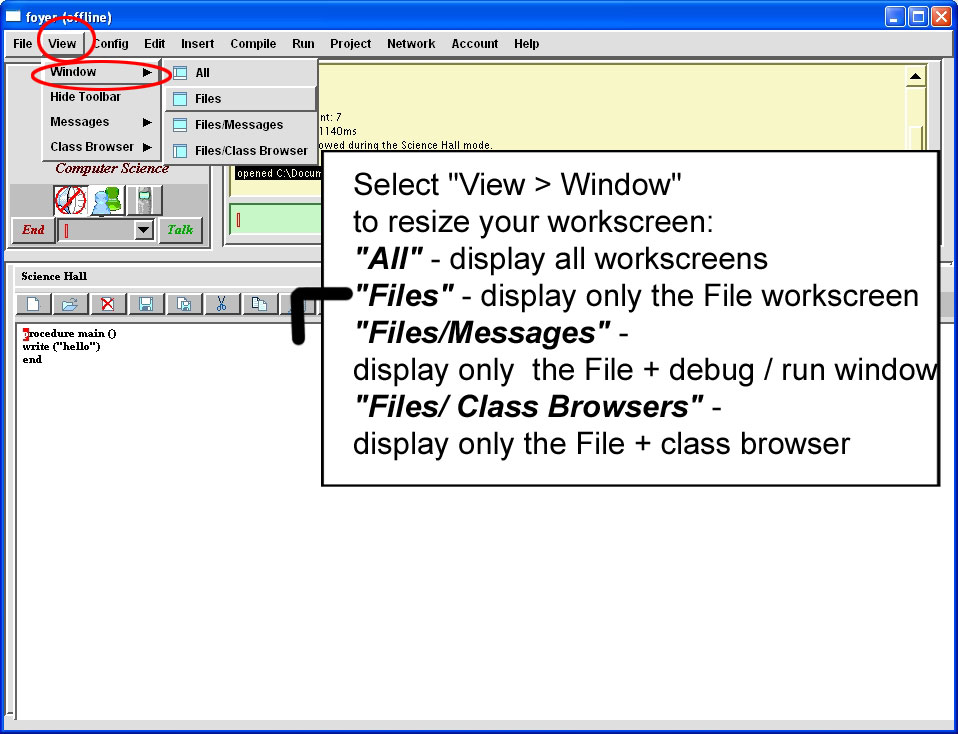 foyer (offline)
File View Config Edit Insert Compile Run Project Network Account Help
Window
Hide Toolbar
Messages
Class Browser
All
Files
Files/Messages
Files/Class Browser
nt: 7
1140ms
owed during the Science Hall mode.
opened C:\Docum
Computer Science
End Talk
Science Hall
procedure main ()
write ("hello")
end
Select "View > Window"
to resize your workscreen:
"All" - display all workscreens
"Files" - display only the File workscreen
"Files/Messages" -
display only the File + debug / run window
"Files/ Class Browsers" -
display only the File + class browser